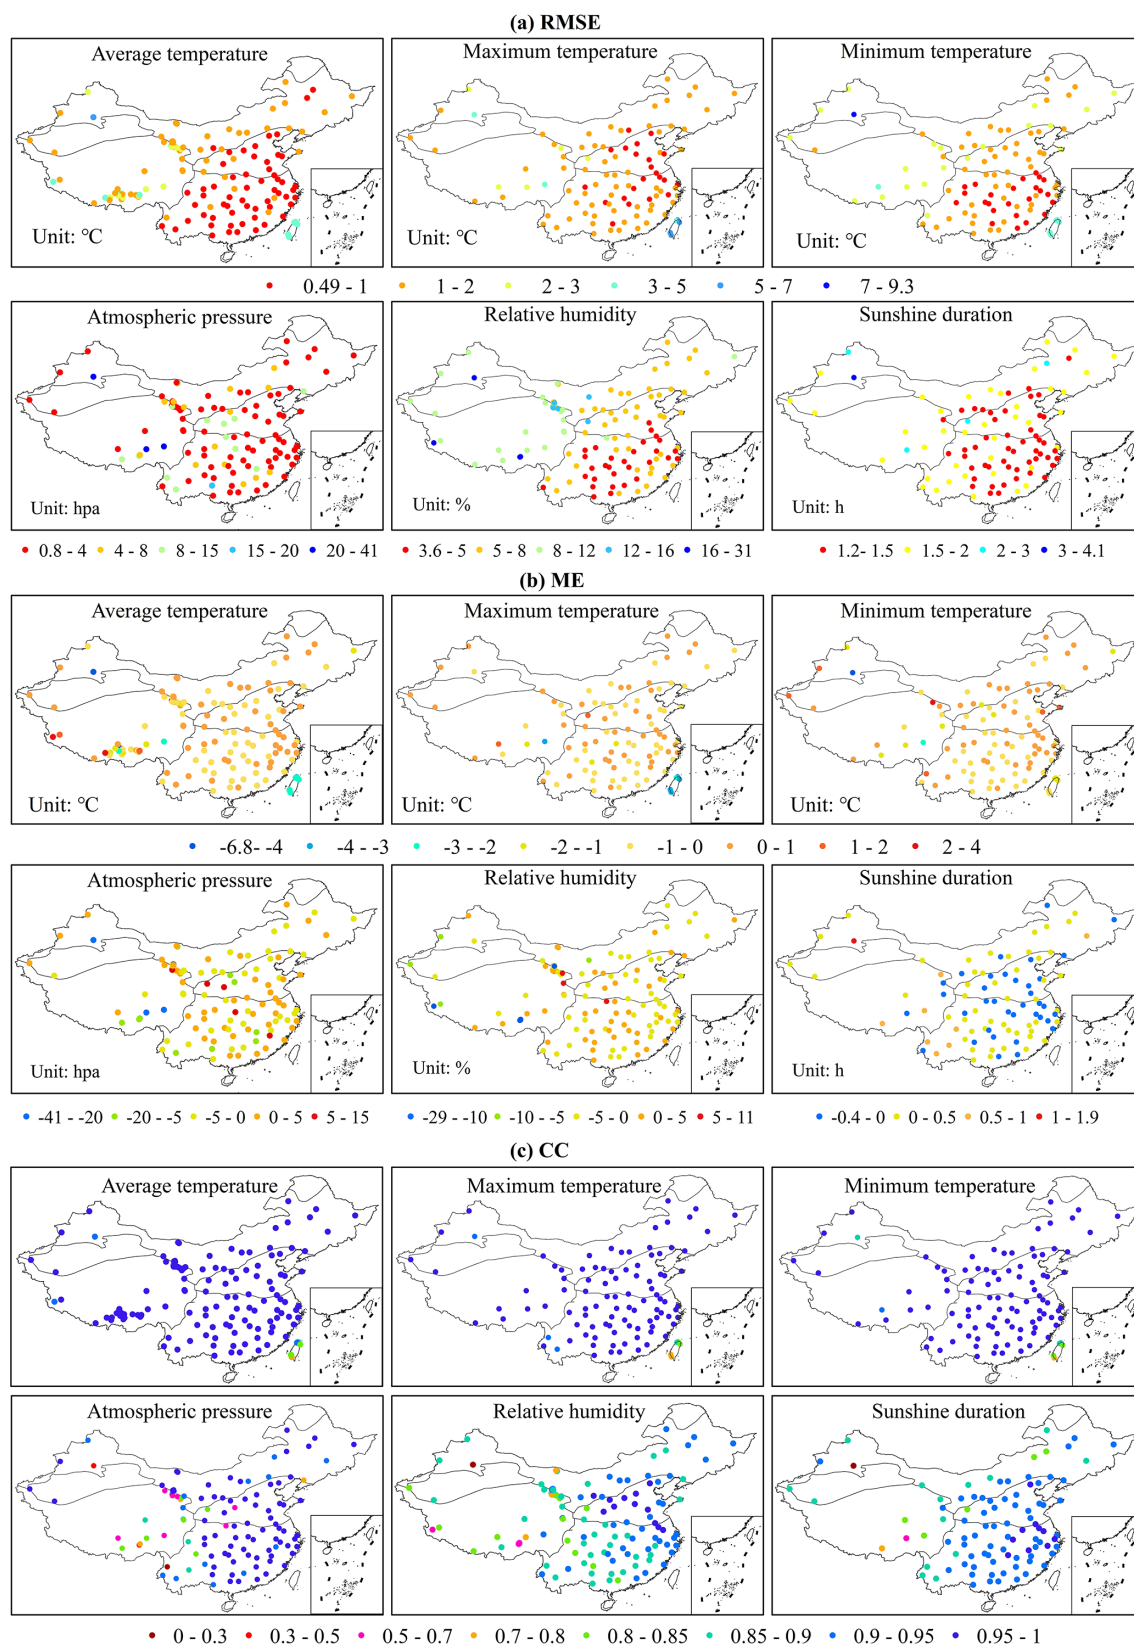 (a) RMSE
Average temperature
Maximum temperature
Minimum temperature
Unit: °C
Unit: °C
Unit: °C
0.49 - 1 1 - 2 2 - 3 3 - 5 5 - 7 7 - 9.3
Atmospheric pressure
Relative humidity
Sunshine duration
Unit: hpa
Unit: %
Unit: h
0.8 - 4 4 - 8 8 - 15 15 - 20 20 - 41
3.6 - 5 5 - 8 8 - 12 12 - 16 16 - 31
1.2- 1.5 1.5 - 2 2 - 3 3 - 4.1
(b) ME
Average temperature
Maximum temperature
Minimum temperature
Unit: °C
Unit: °C
Unit: °C
-6.8- -4 -4 - -3 -3 - -2 -2 - -1 -1 - 0 0 - 1 1 - 2 2 - 4
Atmospheric pressure
Relative humidity
Sunshine duration
Unit: hpa
Unit: %
Unit: h
-41 - -20 -20 - -5 -5 - 0 0 - 5 5 - 15
-29 - -10 -10 - -5 -5 - 0 0 - 5 5 - 11
-0.4 - 0 0 - 0.5 0.5 - 1 1 - 1.9
(c) CC
Average temperature
Maximum temperature
Minimum temperature
Atmospheric pressure
Relative humidity
Sunshine duration
0 - 0.3 0.3 - 0.5 0.5 - 0.7 0.7 - 0.8 0.8 - 0.85 0.85 - 0.9 0.9 - 0.95 0.95 - 1